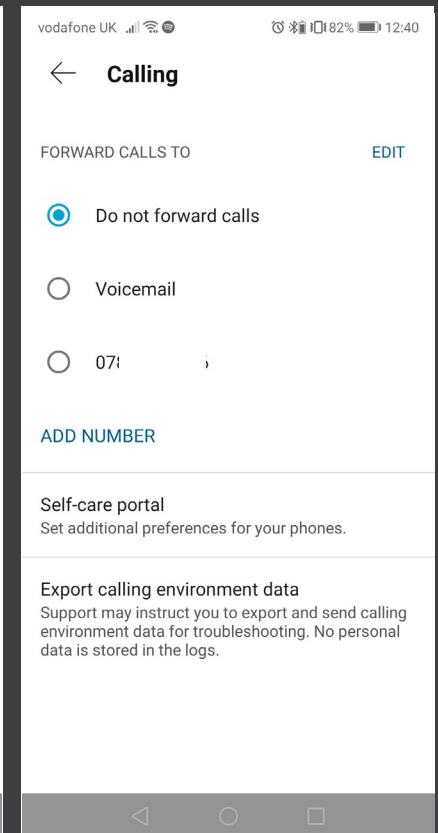 vodafone UK 82% 12:40
Calling
FORWARD CALLS TO EDIT
Do not forward calls
Voicemail
ADD NUMBER
Self-care portal
Set additional preferences for your phones.
Export calling environment data
Support may instruct you to export and send calling
environment data for troubleshooting. No personal
data is stored in the logs.